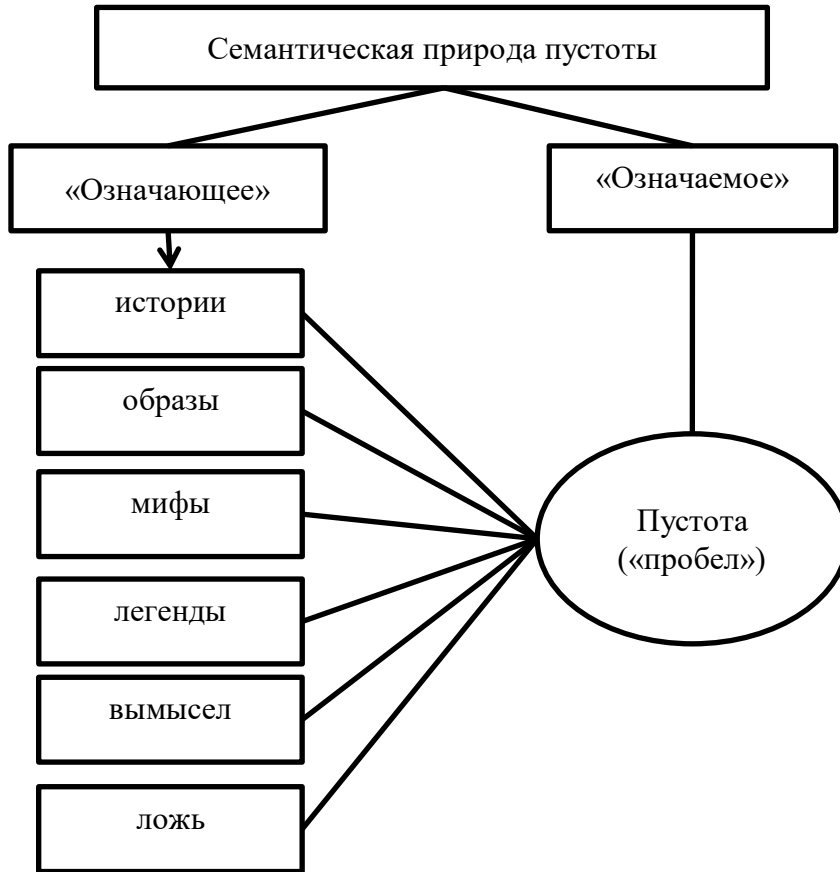 Семантическая природа пустоты
«Означающее»
«Означаемое»
истории
образы
мифы
легенды
вымысел
ложь
Пустота
(«пробел»)